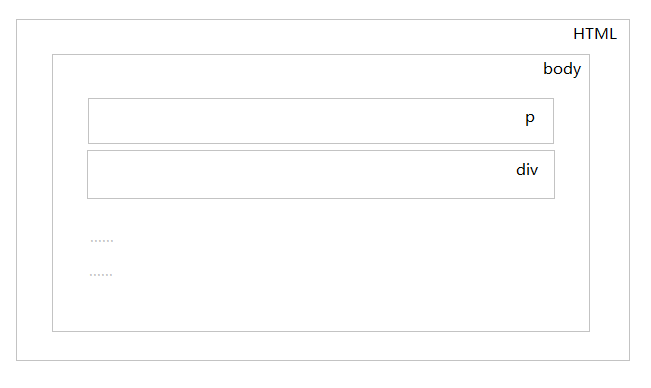 HTML
body
p
div
......
......